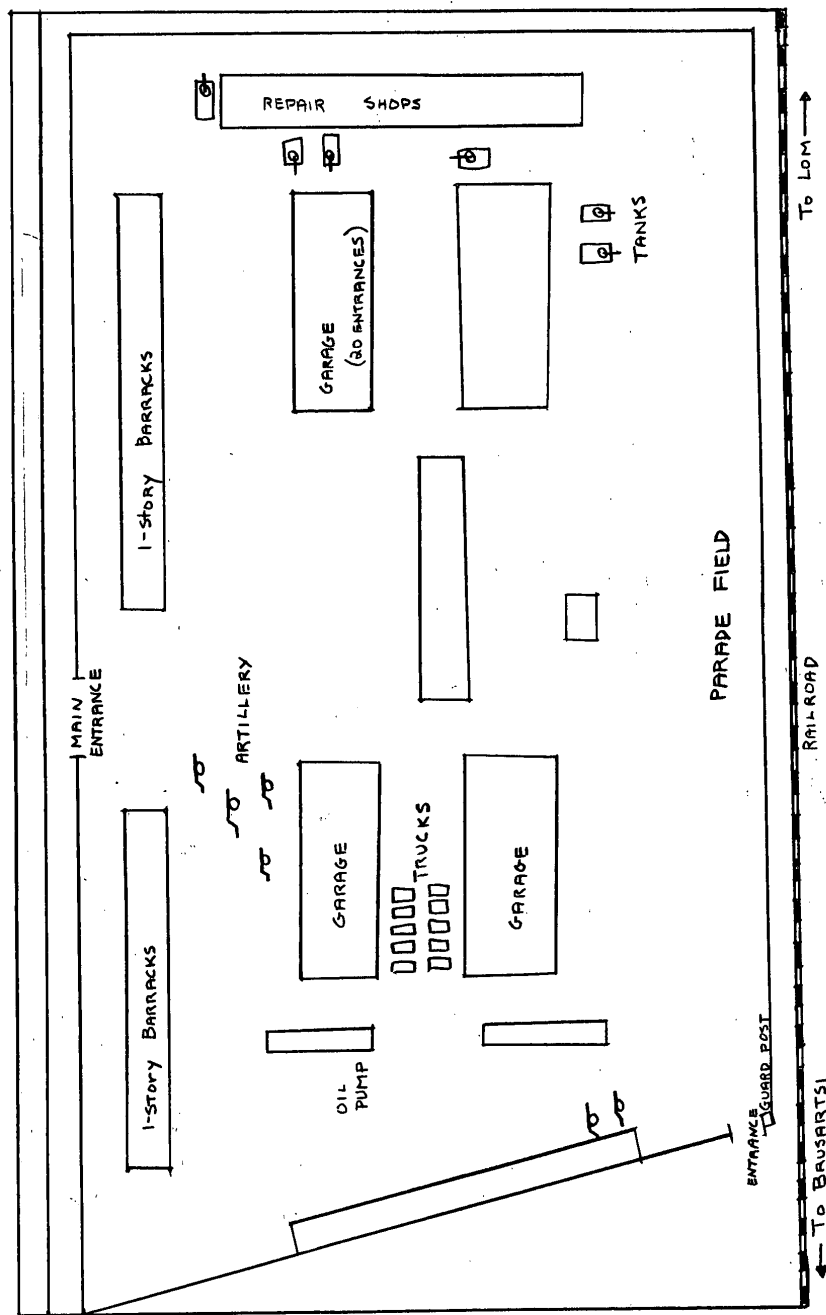 REPAIR SHOPS
1-STORY BARRACKS
GARAGE
(20 ENTRANCES)
TANKS
TO LOM →
MAIN
ENTRANCE
ARTILLERY
PARADE FIELD
RAILROAD
1-STORY BARRACKS
GARAGE
TRUCKS
GARAGE
OIL
PUMP
ENTRANCE
GUARD POST
← TO BRUSARTSI